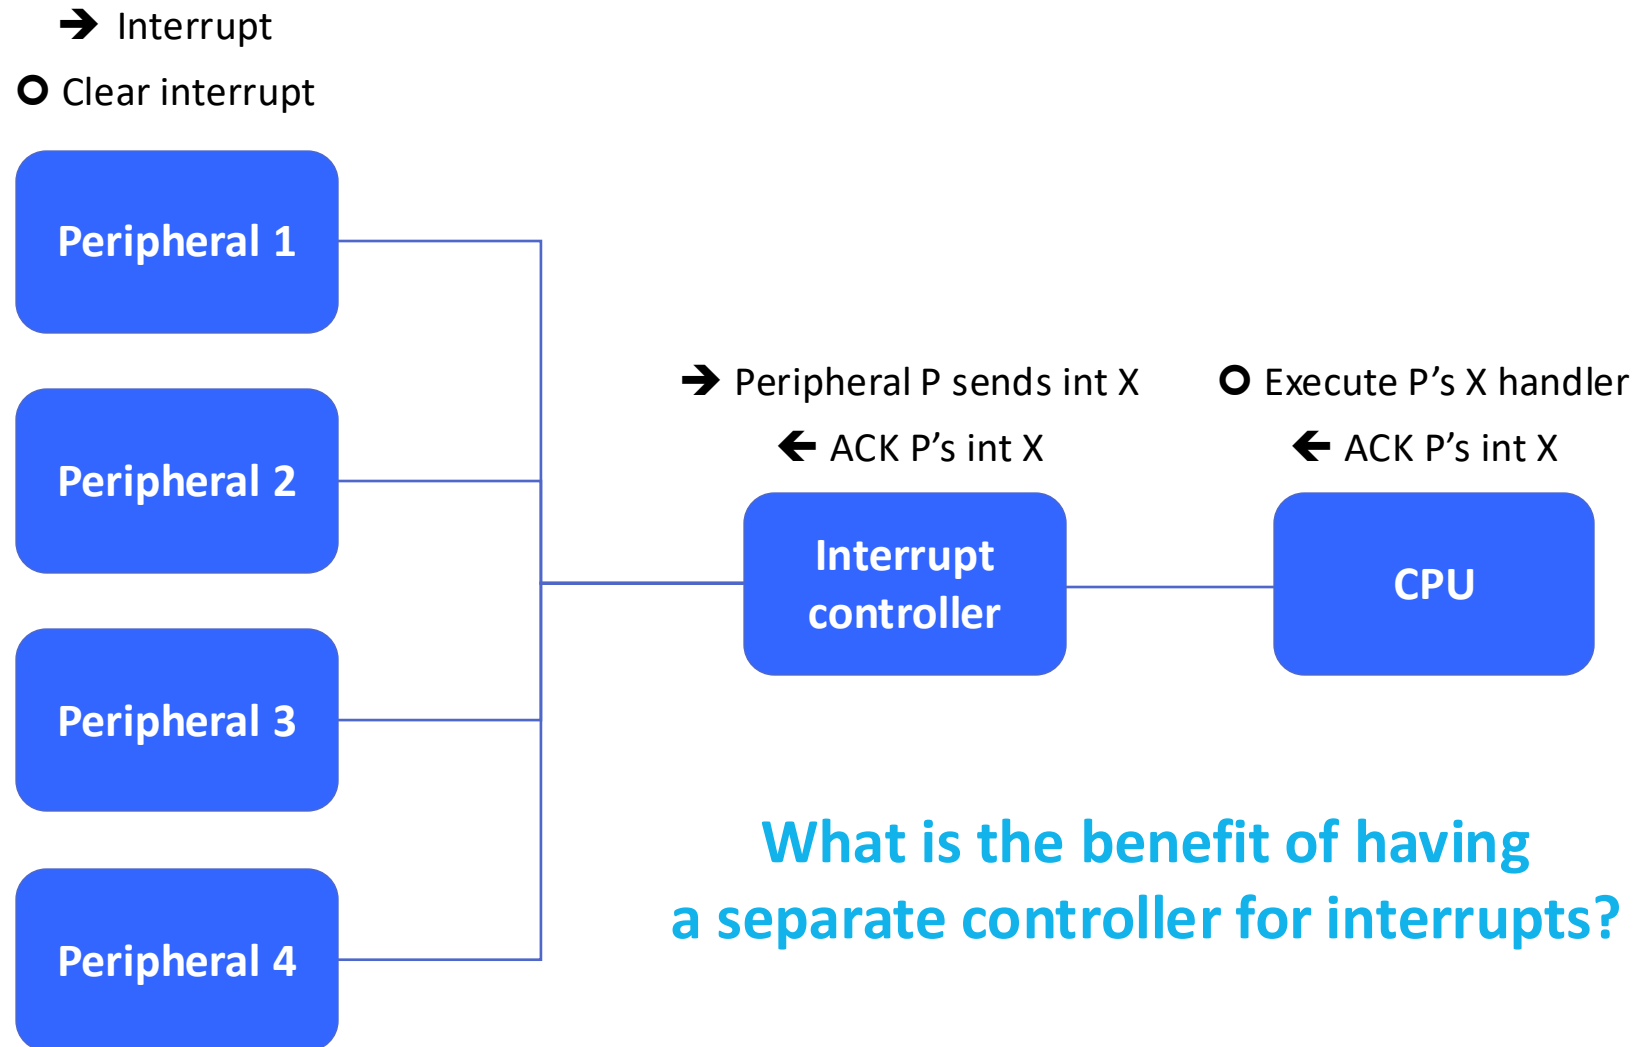 ➔ Interrupt
○ Clear interrupt
Peripheral 1
Peripheral 2
Peripheral 3
Peripheral 4
➔ Peripheral P sends int X
← ACK P’s int X
Interrupt
controller
○ Execute P’s X handler
← ACK P’s int X
CPU
What is the benefit of having
a separate controller for interrupts?